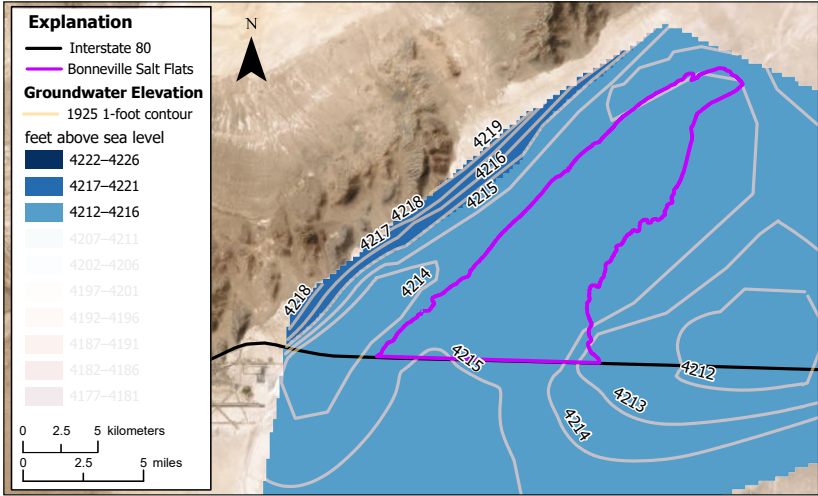 Explanation
Interstate 80
Bonneville Salt Flats
Groundwater Elevation
1925 1-foot contour
feet above sea level
4222–4226
4217–4221
4212–4216
4207–4211
4202–4206
4197–4201
4192–4196
4187–4191
4182–4186
4177–4181
0 2.5 5 kilometers
0 2.5 5 miles
N
4219
4216
4215
4218
4217
4218
4214
4215
4212
4213
4214